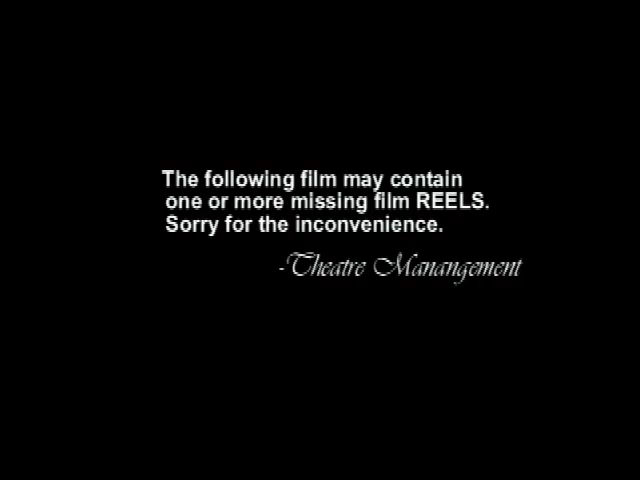 The following film may contain
one or more missing film REELS.
Sorry for the inconvenience.
-Theatre Manangement